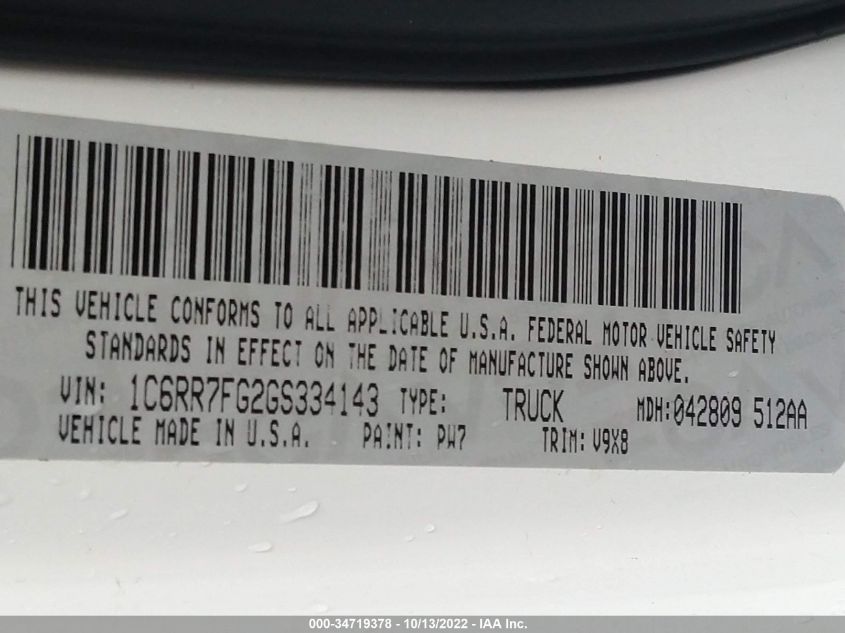 THIS VEHICLE CONFORMS TO ALL APPLICABLE U.S.A. FEDERAL MOTOR VEHICLE SAFETY
STANDARDS IN EFFECT ON THE DATE OF MANUFACTURE SHOWN ABOVE.
VIN: 1C6RR7FG2GS334143 TYPE: TRUCK MDH:042809 512AA
VEHICLE MADE IN U.S.A. PAINT: PW7 TRIM: V9X8
000-34719378 - 10/13/2022 - IAA Inc.